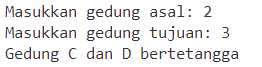 Masukkan gedung asal: 2
Masukkan gedung tujuan: 3
Gedung C dan D bertetangga